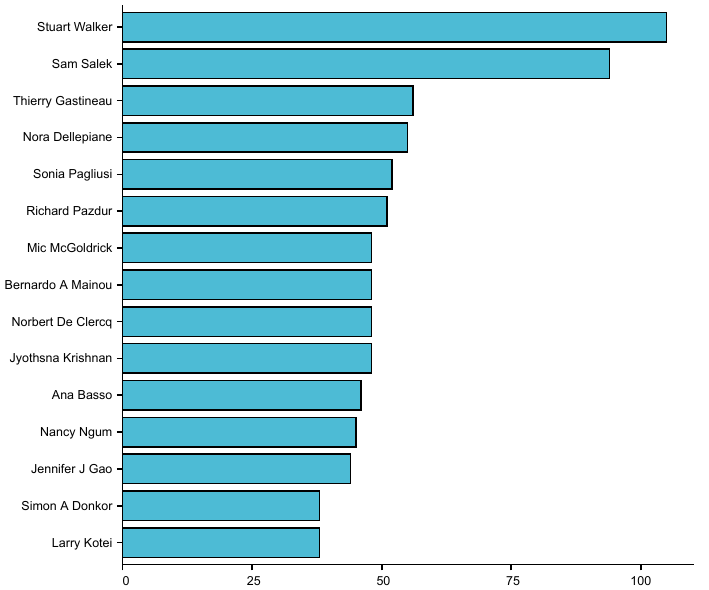 Stuart Walker
Sam Salek
Thierry Gastineau
Nora Dellepiane
Sonia Pagliusi
Richard Pazdur
Mic McGoldrick
Bernardo A Mainou
Norbert De Clercq
Jyothsna Krishnan
Ana Basso
Nancy Ngum
Jennifer J Gao
Simon A Donkor
Larry Kotei
0 25 50 75 100